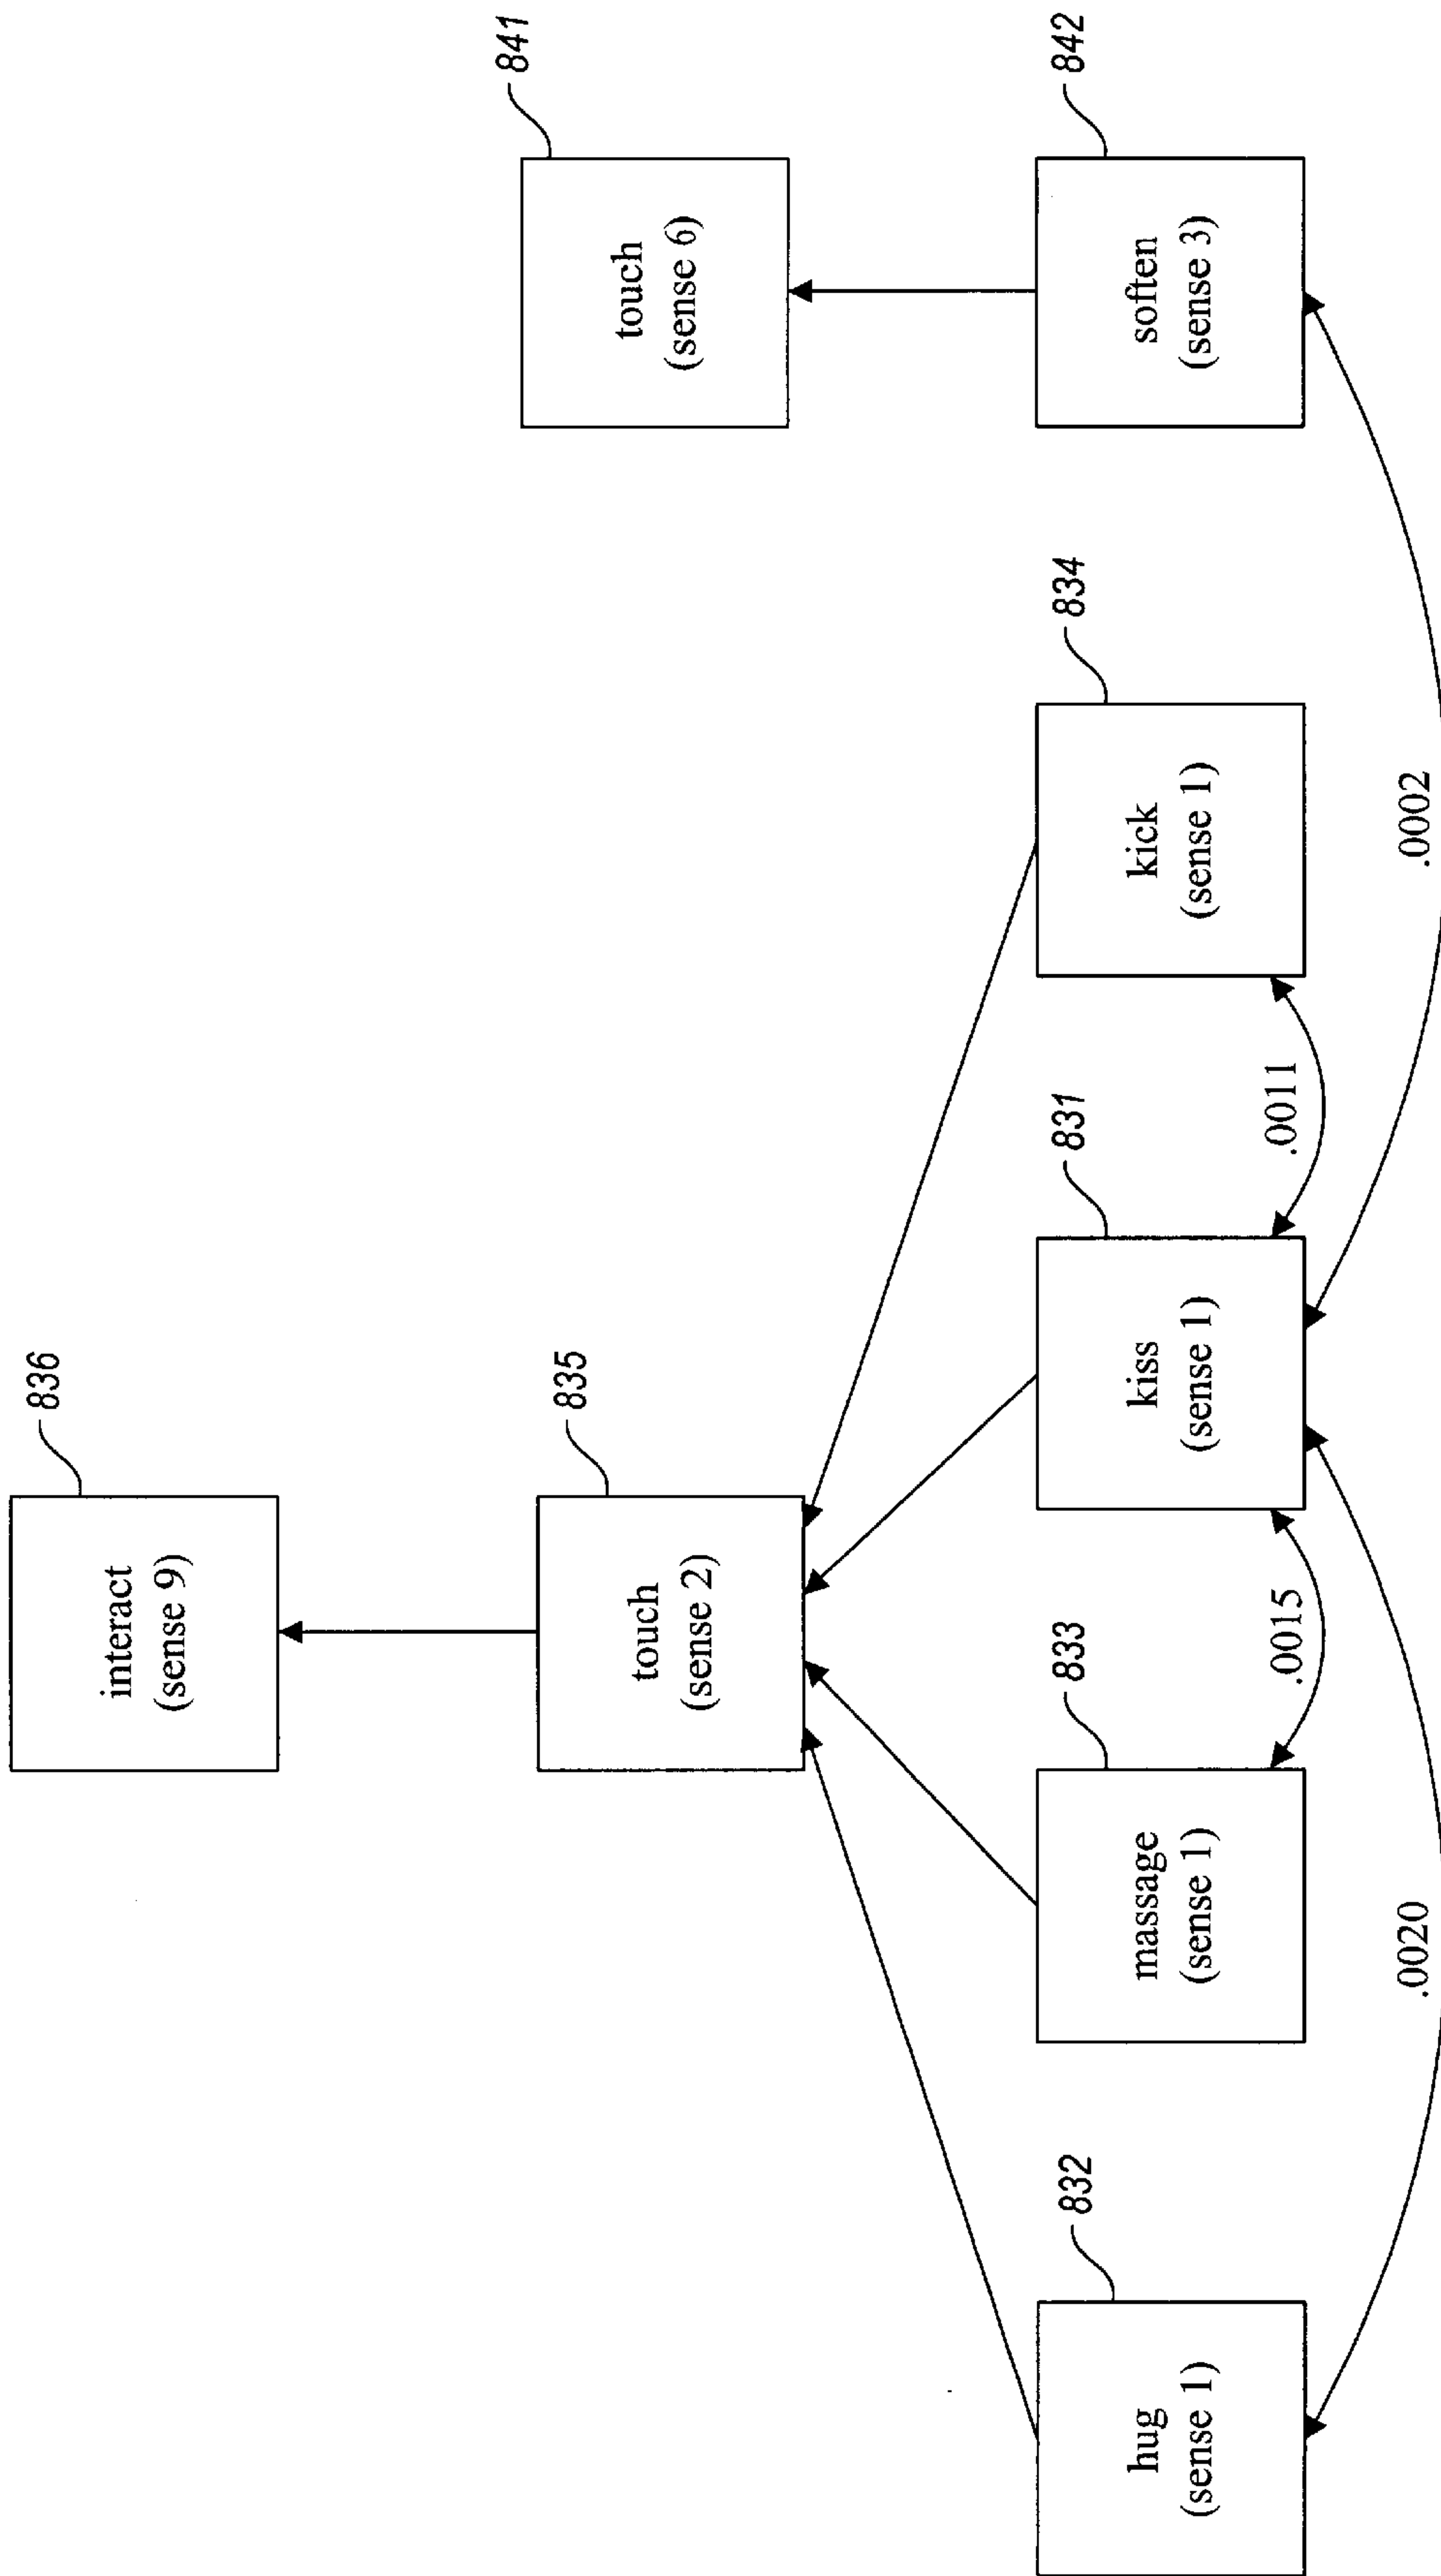 836
interact
(sense 9)
835
touch
(sense 2)
841
touch
(sense 6)
832
hug
(sense 1)
833
massage
(sense 1)
831
kiss
(sense 1)
834
kick
(sense 1)
842
soften
(sense 3)
.0015
.0011
.0020
.0002